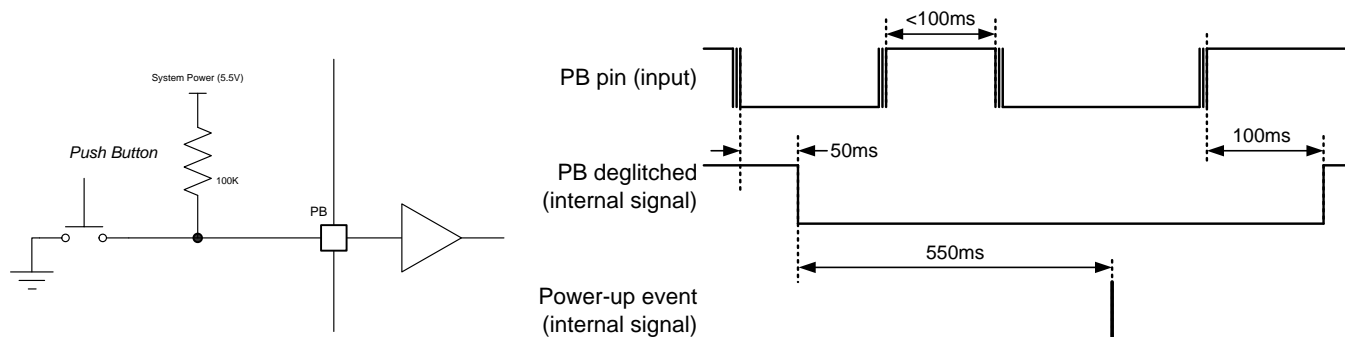 System Power (5.5V)
Push Button
100K
PB
<100ms
PB pin (input)
50ms
100ms
PB deglitched
(internal signal)
550ms
Power-up event
(internal signal)